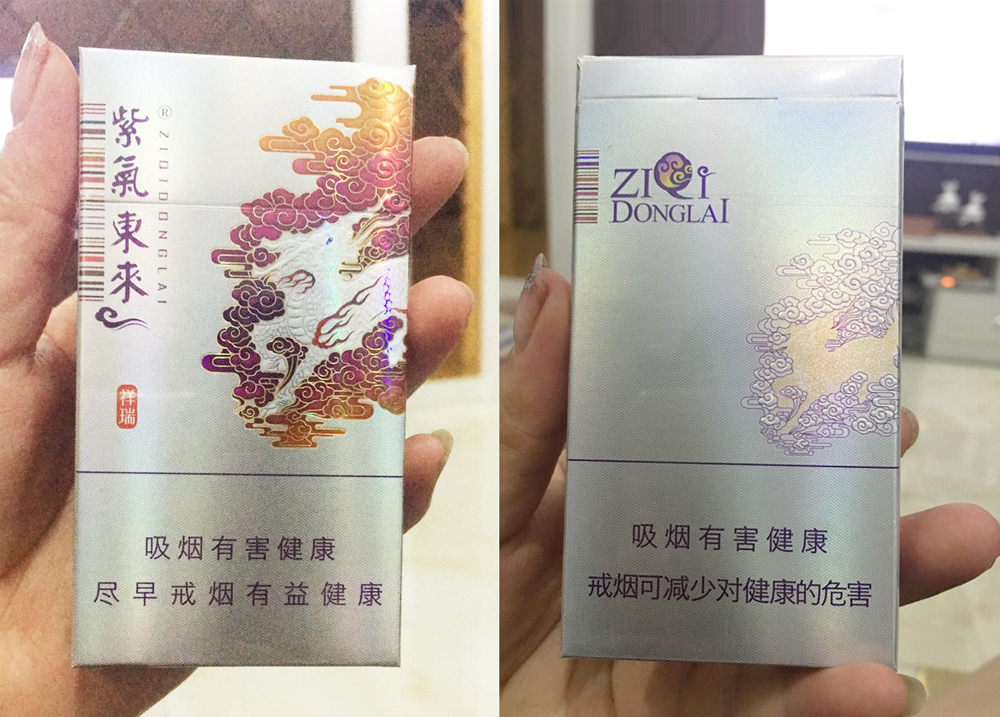 紫氣東來
®
ZIQIDONGLAI
祥瑞
吸烟有害健康
尽早戒烟有益健康
ZIQI
DONGLAI
吸烟有害健康
戒烟可减少对健康的危害